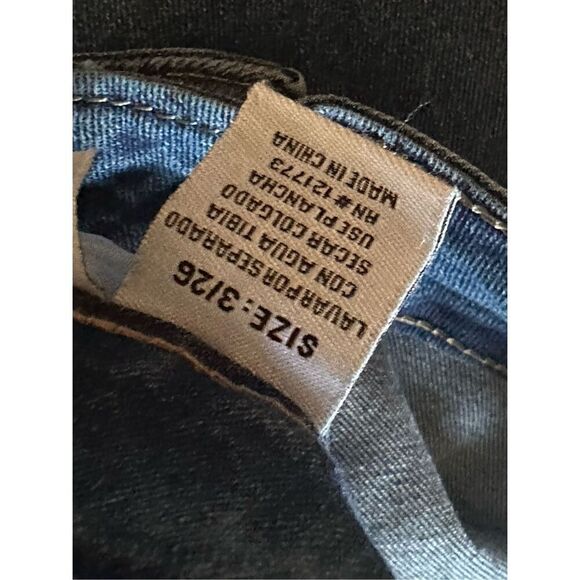 SIZE: 3/26
LAVAR POR SEPARADO
CON AGUA TIBIA
SECAR COLGADO
USE PLANCHA
RN # 121773
MADE IN CHINA